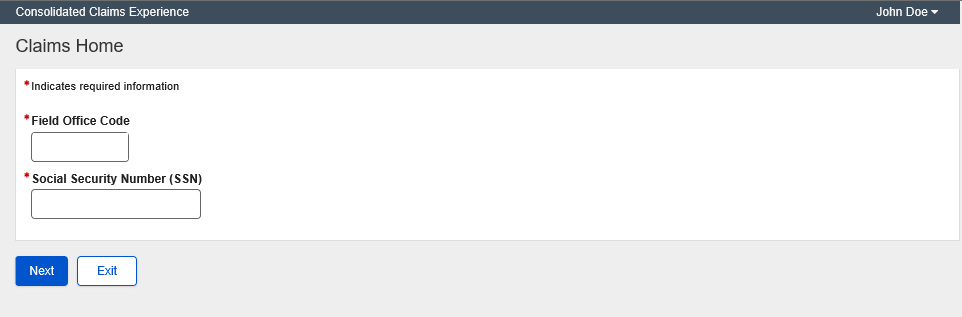 Consolidated Claims Experience
John Doe
Claims Home
* Indicates required information
* Field Office Code
* Social Security Number (SSN)
Next
Exit